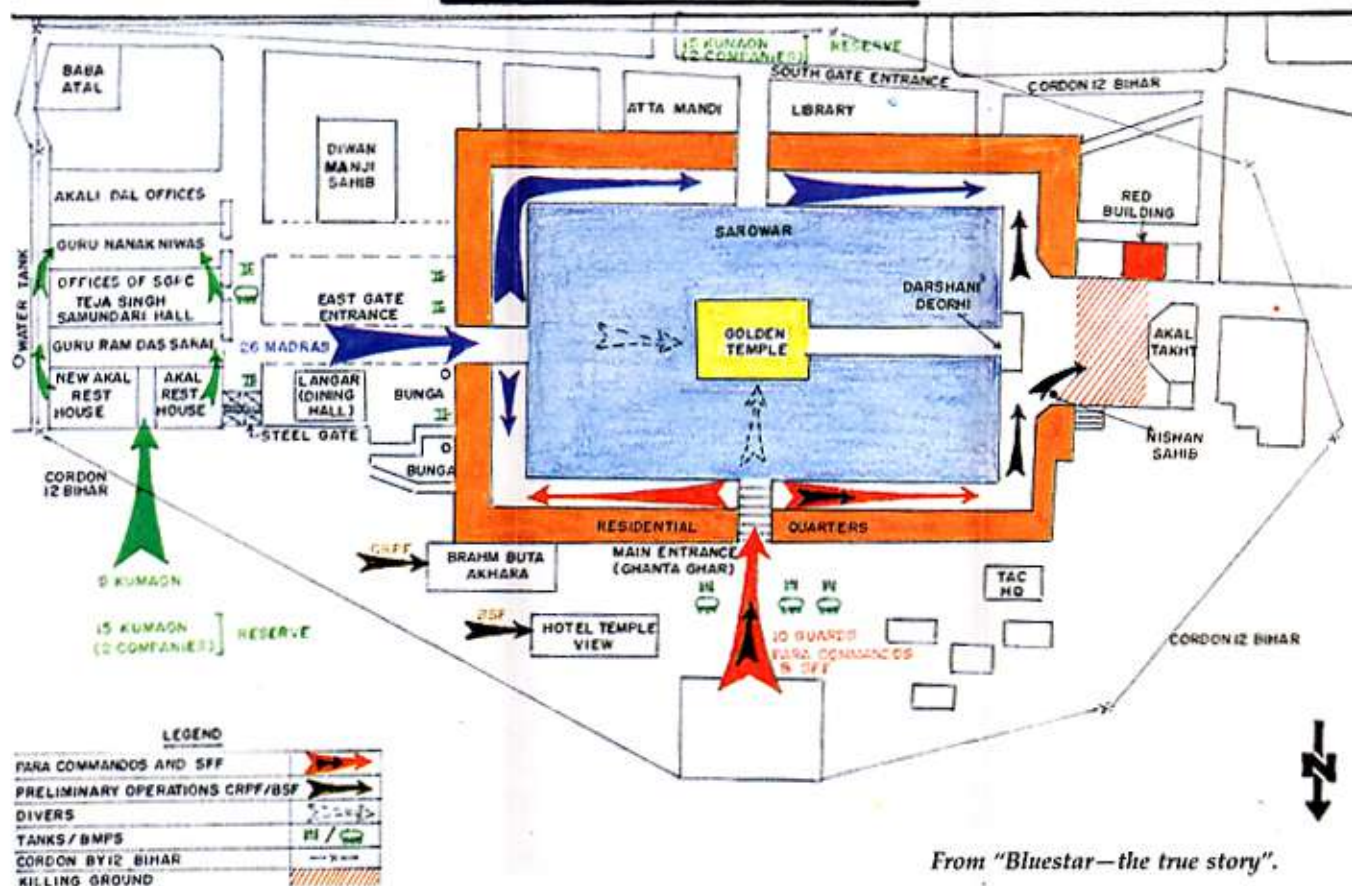 15 KUMAON
(2 COMPANIES)
RESERVE
SOUTH GATE ENTRANCE
CORDON 12 BIHAR
BABA
ATAL
ATTA MANDI
LIBRARY
DIWAN
MANJI
SAHIB
AKALI DAL OFFICES
RED
BUILDING
GURU NANAK NIWAS
SAROWAR
WATER TANK
OFFICES OF SGPC
TEJA SINGH
SAMUNDARI HALL
EAST GATE
ENTRANCE
DARSHANI
DEORHI
GOLDEN
TEMPLE
AKAL
TAKHT
GURU RAM DAS SARAI
26 MADRAS
NEW AKAL
REST
HOUSE
AKAL
REST
HOUSE
LANGAR
(DINING
HALL)
BUNGA
STEEL GATE
NISHAN
SAHIB
BUNGA
CORDON
12 BIHAR
RESIDENTIAL
QUARTERS
MAIN ENTRANCE
(GHANTA GHAR)
CRPF
BRAHM BUTA
AKHARA
TAC
HQ
9 KUMAON
BSF
HOTEL TEMPLE
VIEW
10 GUARDS
PARA COMMANDOS
& SFF
CORDON 12 BIHAR
15 KUMAON
(2 COMPANIES)
RESERVE
LEGEND
PARA COMMANDOS AND SFF
PRELIMINARY OPERATIONS CRPF/BSF
DIVERS
TANKS/BMPS
CORDON BY 12 BIHAR
KILLING GROUND
N
From "Bluestar—the true story".